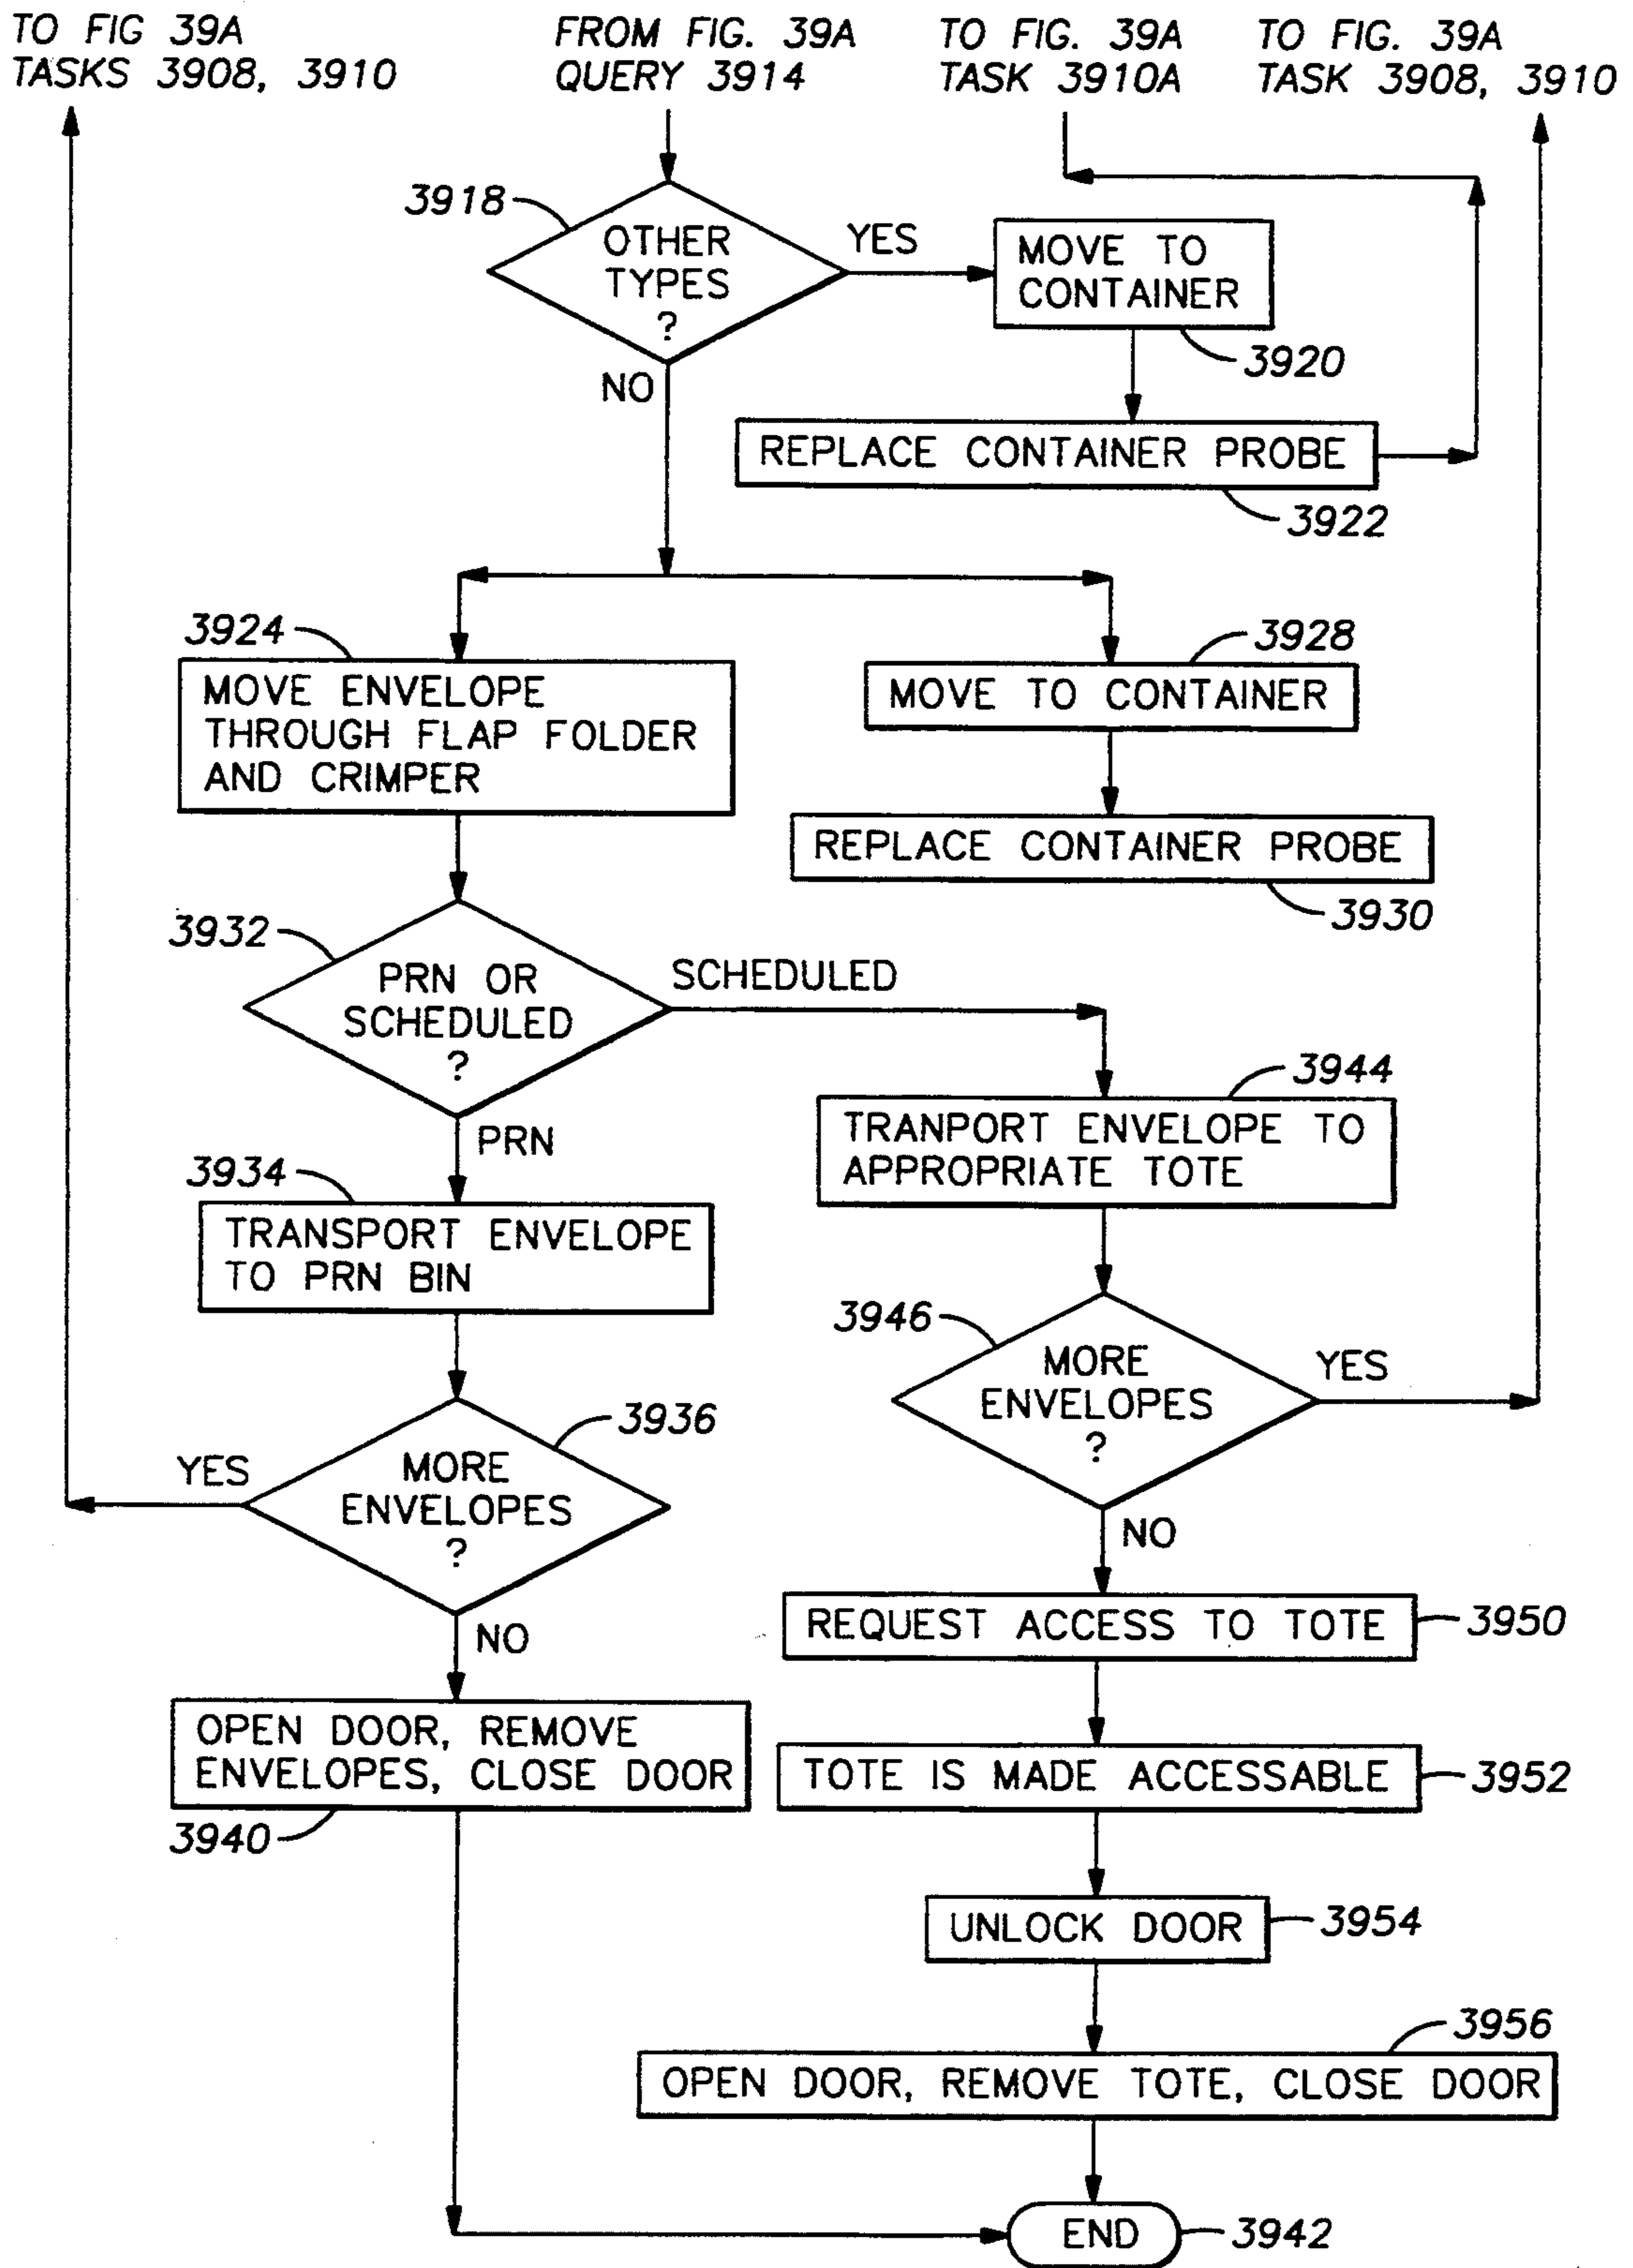 TO FIG 39A
TASKS 3908, 3910
FROM FIG. 39A
QUERY 3914
TO FIG. 39A
TASK 3910A
TO FIG. 39A
TASK 3908, 3910
3918
OTHER
TYPES
?
YES
NO
MOVE TO
CONTAINER
3920
REPLACE CONTAINER PROBE
3922
3924
MOVE ENVELOPE
THROUGH FLAP FOLDER
AND CRIMPER
3928
MOVE TO CONTAINER
REPLACE CONTAINER PROBE
3930
3932
PRN OR
SCHEDULED
?
SCHEDULED
PRN
3934
TRANSPORT ENVELOPE
TO PRN BIN
3944
TRANPORT ENVELOPE TO
APPROPRIATE TOTE
3946
MORE
ENVELOPES
?
YES
NO
3936
MORE
ENVELOPES
?
YES
NO
3940
OPEN DOOR, REMOVE
ENVELOPES, CLOSE DOOR
REQUEST ACCESS TO TOTE
3950
TOTE IS MADE ACCESSABLE
3952
UNLOCK DOOR
3954
3956
OPEN DOOR, REMOVE TOTE, CLOSE DOOR
END
3942